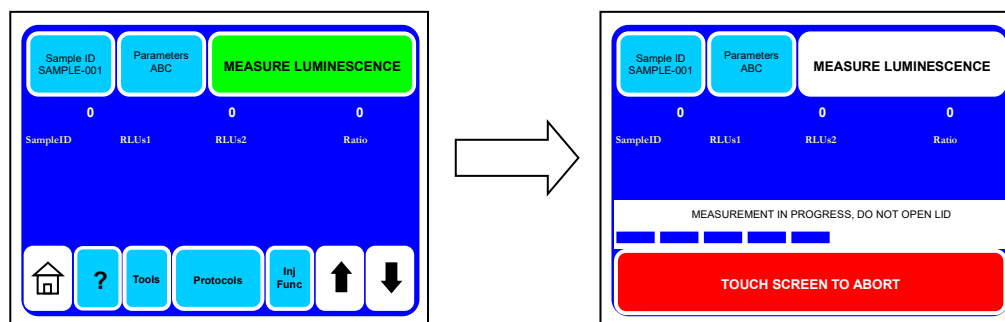 Sample ID
SAMPLE-001
Parameters
ABC
MEASURE LUMINESCENCE
0 0 0
SampleID RLUs1 RLUs2 Ratio
?
Tools
Protocols
Inj
Func
Sample ID
SAMPLE-001
Parameters
ABC
MEASURE LUMINESCENCE
0 0 0
SampleID RLUs1 RLUs2 Ratio
MEASUREMENT IN PROGRESS, DO NOT OPEN LID
TOUCH SCREEN TO ABORT